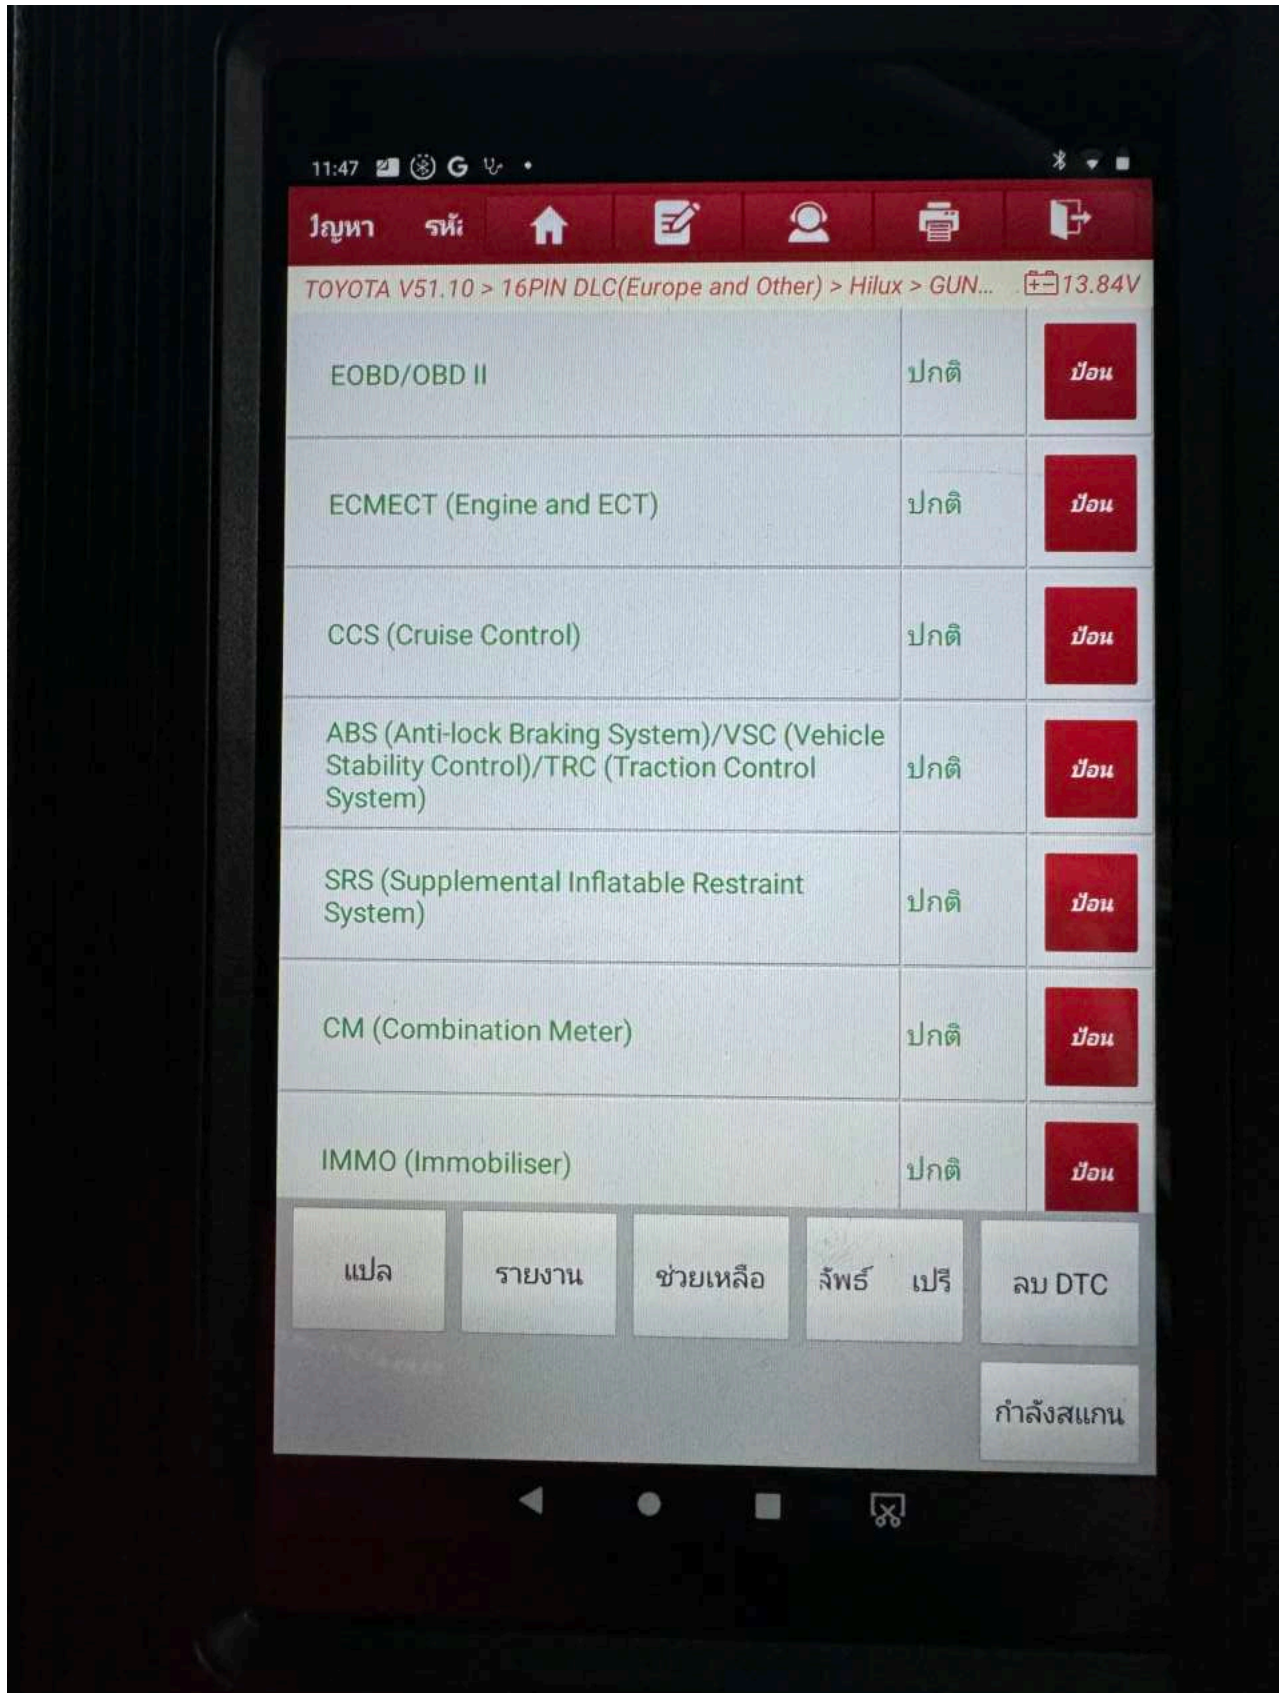 11:47
ปัญหา รหั
TOYOTA V51.10 > 16PIN DLC(Europe and Other) > Hilux > GUN... 13.84V
EOBD/OBD II ปกติ ป้อน
ECMECT (Engine and ECT) ปกติ ป้อน
CCS (Cruise Control) ปกติ ป้อน
ABS (Anti-lock Braking System)/VSC (Vehicle
Stability Control)/TRC (Traction Control
System) ปกติ ป้อน
SRS (Supplemental Inflatable Restraint
System) ปกติ ป้อน
CM (Combination Meter) ปกติ ป้อน
IMMO (Immobiliser) ปกติ ป้อน
แปล รายงาน ช่วยเหลือ ลัพธ์ เปรี ลบ DTC
กำลังสแกน